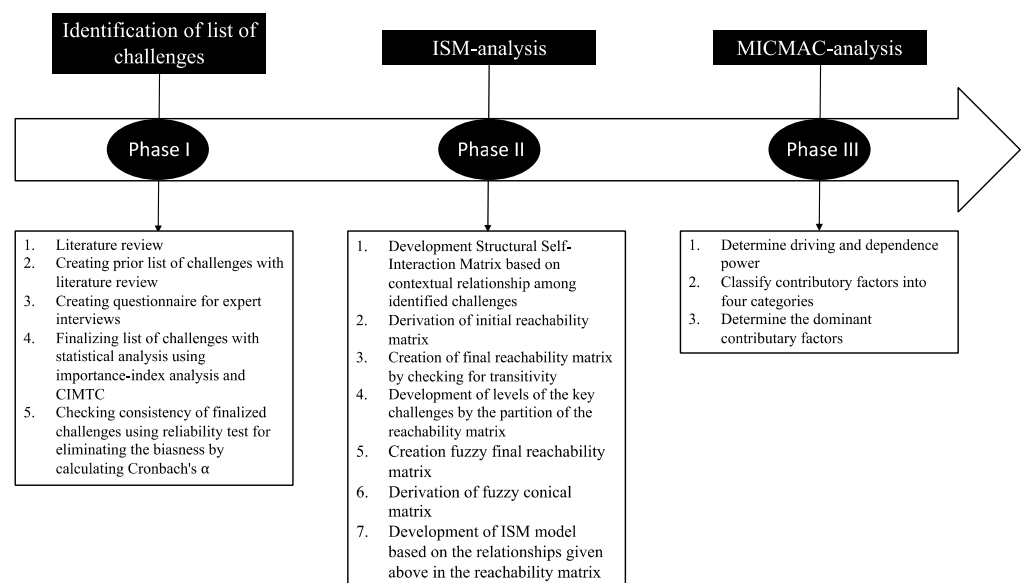 Identification of list of
challenges
ISM-analysis
MICMAC-analysis
Phase I
Phase II
Phase III
1. Literature review
2. Creating prior list of challenges with
literature review
3. Creating questionnaire for expert
interviews
4. Finalizing list of challenges with
statistical analysis using
importance-index analysis and
CIMTC
5. Checking consistency of finalized
challenges using reliability test for
eliminating the biasness by
calculating Cronbach's α
1. Development Structural Self-
Interaction Matrix based on
contextual relationship among
identified challenges
2. Derivation of initial reachability
matrix
3. Creation of final reachability matrix
by checking for transitivity
4. Development of levels of the key
challenges by the partition of the
reachability matrix
5. Creation fuzzy final reachability
matrix
6. Derivation of fuzzy conical
matrix
7. Development of ISM model
based on the relationships given
above in the reachability matrix
1. Determine driving and dependence
power
2. Classify contributory factors into
four categories
3. Determine the dominant
contributary factors